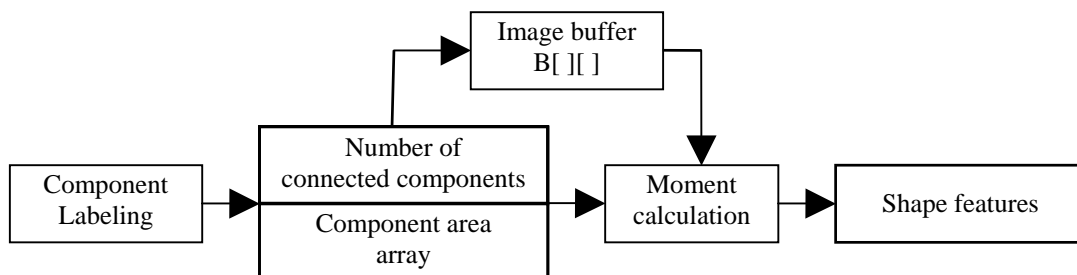 Image buffer
B[ ][ ]
Component
Labeling
Number of
connected components
Component area
array
Moment
calculation
Shape features